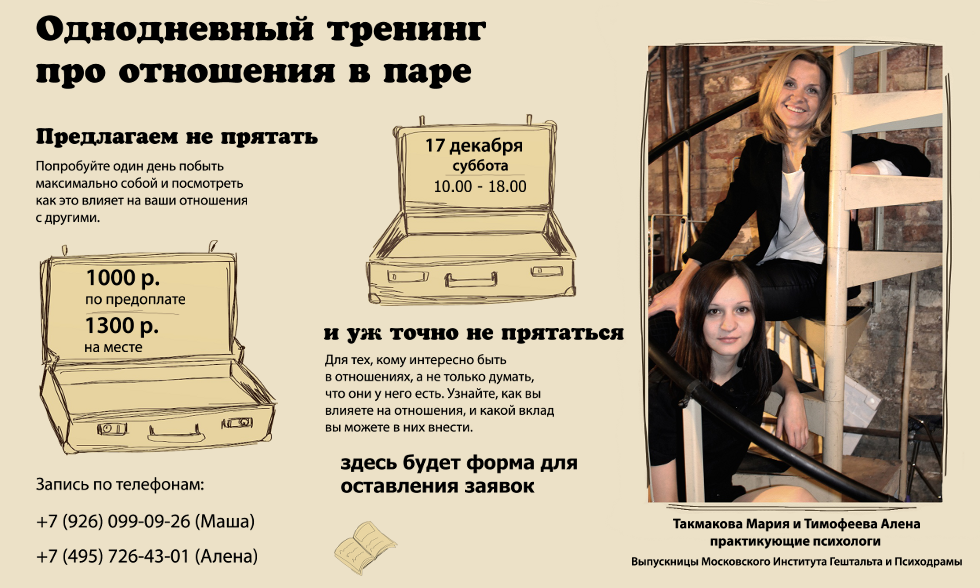 Однодневный тренинг
про отношения в паре
Предлагаем не прятать
Попробуйте один день побыть
максимально собой и посмотреть
как это влияет на ваши отношения
с другими.
1000 р.
по предоплате
1300 р.
на месте
Запись по телефонам:
+7 (926) 099-09-26 (Маша)
+7 (495) 726-43-01 (Алена)
17 декабря
суббота
10.00 - 18.00
и уж точно не прятаться
Для тех, кому интересно быть
в отношениях, а не только думать,
что они у него есть. Узнайте, как вы
влияете на отношения, и какой вклад
вы можете в них внести.
здесь будет форма для
оставления заявок
Такмакова Мария и Тимофеева Алена
практикующие психологи
Выпускницы Московского Института Гештальта и Психодрамы